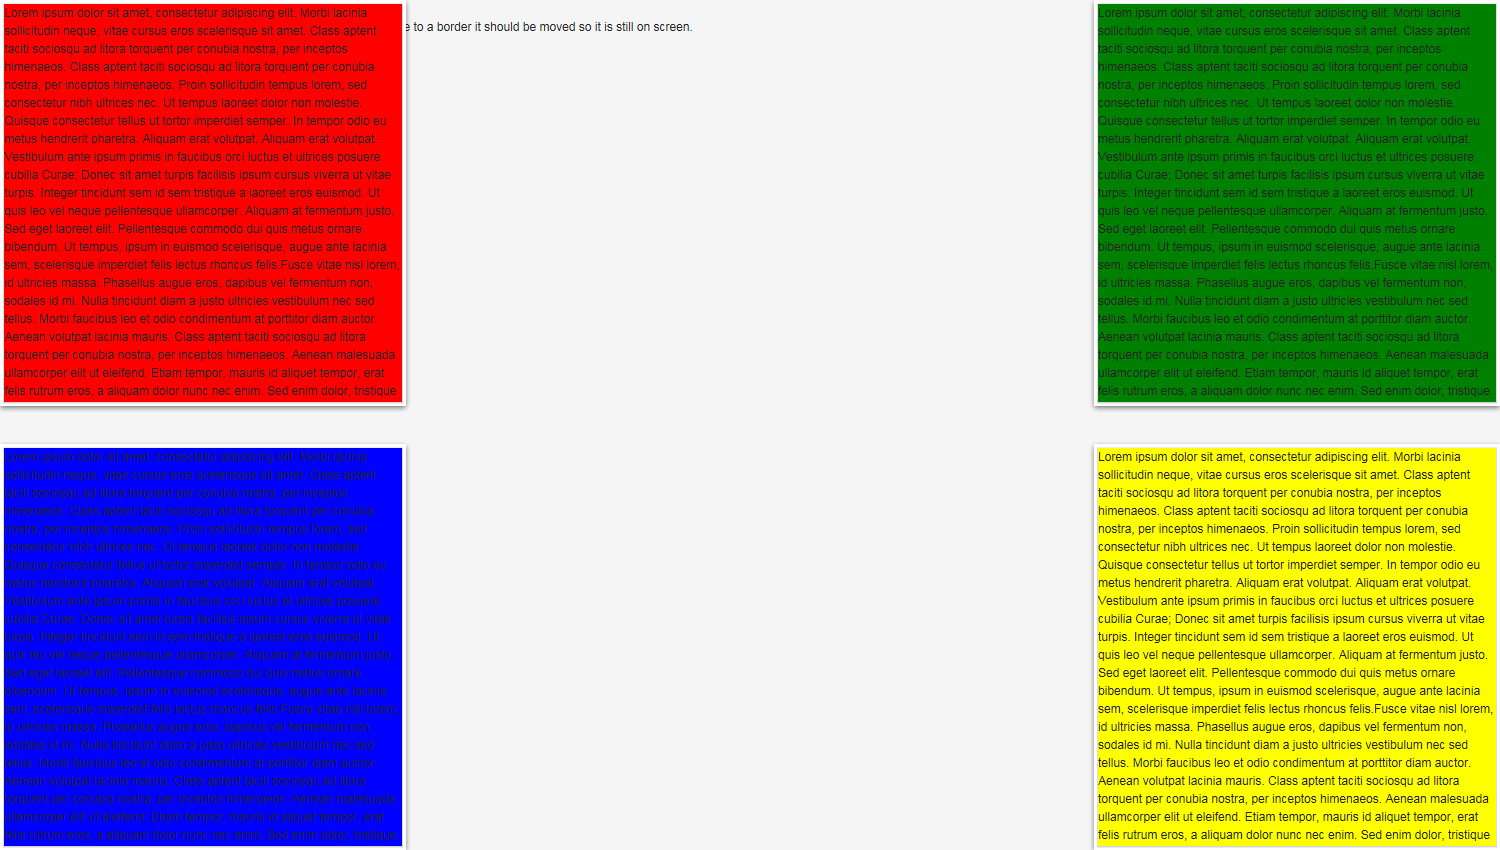 Lorem ipsum dolor sit amet, consectetur adipiscing elit. Morbi lacinia
sollicitudin neque, vitae cursus eros scelerisque sit amet. Class aptent
taciti sociosqu ad litora torquent per conubia nostra, per inceptos
himenaeos. Class aptent taciti sociosqu ad litora torquent per conubia
nostra, per inceptos himenaeos. Proin sollicitudin tempus lorem, sed
consectetur nibh ultrices nec. Ut tempus laoreet dolor non molestie.
Quisque consectetur tellus ut tortor imperdiet semper. In tempor odio eu
metus hendrerit pharetra. Aliquam erat volutpat. Aliquam erat volutpat.
Vestibulum ante ipsum primis in faucibus orci luctus et ultrices posuere
cubilia Curae; Donec sit amet turpis facilisis ipsum cursus viverra ut vitae
turpis. Integer tincidunt sem id sem tristique a laoreet eros euismod. Ut
quis leo vel neque pellentesque ullamcorper. Aliquam at fermentum justo.
Sed eget laoreet elit. Pellentesque commodo dui quis metus ornare
bibendum. Ut tempus, ipsum in euismod scelerisque, augue ante lacinia
sem, scelerisque imperdiet felis lectus rhoncus felis.Fusce vitae nisl lorem,
id ultricies massa. Phasellus augue eros, dapibus vel fermentum non,
sodales id mi. Nulla tincidunt diam a justo ultricies vestibulum nec sed
tellus. Morbi faucibus leo et odio condimentum at porttitor diam auctor.
Aenean volutpat lacinia mauris. Class aptent taciti sociosqu ad litora
torquent per conubia nostra, per inceptos himenaeos. Aenean malesuada
ullamcorper elit ut eleifend. Etiam tempor, mauris id aliquet tempor, erat
felis rutrum eros, a aliquam dolor nunc nec enim. Sed enim dolor, tristique
e to a border it should be moved so it is still on screen.
Lorem ipsum dolor sit amet, consectetur adipiscing elit. Morbi lacinia
sollicitudin neque, vitae cursus eros scelerisque sit amet. Class aptent
taciti sociosqu ad litora torquent per conubia nostra, per inceptos
himenaeos. Class aptent taciti sociosqu ad litora torquent per conubia
nostra, per inceptos himenaeos. Proin sollicitudin tempus lorem, sed
consectetur nibh ultrices nec. Ut tempus laoreet dolor non molestie.
Quisque consectetur tellus ut tortor imperdiet semper. In tempor odio eu
metus hendrerit pharetra. Aliquam erat volutpat. Aliquam erat volutpat.
Vestibulum ante ipsum primis in faucibus orci luctus et ultrices posuere
cubilia Curae; Donec sit amet turpis facilisis ipsum cursus viverra ut vitae
turpis. Integer tincidunt sem id sem tristique a laoreet eros euismod. Ut
quis leo vel neque pellentesque ullamcorper. Aliquam at fermentum justo.
Sed eget laoreet elit. Pellentesque commodo dui quis metus ornare
bibendum. Ut tempus, ipsum in euismod scelerisque, augue ante lacinia
sem, scelerisque imperdiet felis lectus rhoncus felis.Fusce vitae nisl lorem,
id ultricies massa. Phasellus augue eros, dapibus vel fermentum non,
sodales id mi. Nulla tincidunt diam a justo ultricies vestibulum nec sed
tellus. Morbi faucibus leo et odio condimentum at porttitor diam auctor.
Aenean volutpat lacinia mauris. Class aptent taciti sociosqu ad litora
torquent per conubia nostra, per inceptos himenaeos. Aenean malesuada
ullamcorper elit ut eleifend. Etiam tempor, mauris id aliquet tempor, erat
felis rutrum eros, a aliquam dolor nunc nec enim. Sed enim dolor, tristique
Lorem ipsum dolor sit amet, consectetur adipiscing elit. Morbi lacinia
sollicitudin neque, vitae cursus eros scelerisque sit amet. Class aptent
taciti sociosqu ad litora torquent per conubia nostra, per inceptos
himenaeos. Class aptent taciti sociosqu ad litora torquent per conubia
nostra, per inceptos himenaeos. Proin sollicitudin tempus lorem, sed
consectetur nibh ultrices nec. Ut tempus laoreet dolor non molestie.
Quisque consectetur tellus ut tortor imperdiet semper. In tempor odio eu
metus hendrerit pharetra. Aliquam erat volutpat. Aliquam erat volutpat.
Vestibulum ante ipsum primis in faucibus orci luctus et ultrices posuere
cubilia Curae; Donec sit amet turpis facilisis ipsum cursus viverra ut vitae
turpis. Integer tincidunt sem id sem tristique a laoreet eros euismod. Ut
quis leo vel neque pellentesque ullamcorper. Aliquam at fermentum justo.
Sed eget laoreet elit. Pellentesque commodo dui quis metus ornare
bibendum. Ut tempus, ipsum in euismod scelerisque, augue ante lacinia
sem, scelerisque imperdiet felis lectus rhoncus felis.Fusce vitae nisl lorem,
id ultricies massa. Phasellus augue eros, dapibus vel fermentum non,
sodales id mi. Nulla tincidunt diam a justo ultricies vestibulum nec sed
tellus. Morbi faucibus leo et odio condimentum at porttitor diam auctor.
Aenean volutpat lacinia mauris. Class aptent taciti sociosqu ad litora
torquent per conubia nostra, per inceptos himenaeos. Aenean malesuada
ullamcorper elit ut eleifend. Etiam tempor, mauris id aliquet tempor, erat
felis rutrum eros, a aliquam dolor nunc nec enim. Sed enim dolor, tristique
Lorem ipsum dolor sit amet, consectetur adipiscing elit. Morbi lacinia
sollicitudin neque, vitae cursus eros scelerisque sit amet. Class aptent
taciti sociosqu ad litora torquent per conubia nostra, per inceptos
himenaeos. Class aptent taciti sociosqu ad litora torquent per conubia
nostra, per inceptos himenaeos. Proin sollicitudin tempus lorem, sed
consectetur nibh ultrices nec. Ut tempus laoreet dolor non molestie.
Quisque consectetur tellus ut tortor imperdiet semper. In tempor odio eu
metus hendrerit pharetra. Aliquam erat volutpat. Aliquam erat volutpat.
Vestibulum ante ipsum primis in faucibus orci luctus et ultrices posuere
cubilia Curae; Donec sit amet turpis facilisis ipsum cursus viverra ut vitae
turpis. Integer tincidunt sem id sem tristique a laoreet eros euismod. Ut
quis leo vel neque pellentesque ullamcorper. Aliquam at fermentum justo.
Sed eget laoreet elit. Pellentesque commodo dui quis metus ornare
bibendum. Ut tempus, ipsum in euismod scelerisque, augue ante lacinia
sem, scelerisque imperdiet felis lectus rhoncus felis.Fusce vitae nisl lorem,
id ultricies massa. Phasellus augue eros, dapibus vel fermentum non,
sodales id mi. Nulla tincidunt diam a justo ultricies vestibulum nec sed
tellus. Morbi faucibus leo et odio condimentum at porttitor diam auctor.
Aenean volutpat lacinia mauris. Class aptent taciti sociosqu ad litora
torquent per conubia nostra, per inceptos himenaeos. Aenean malesuada
ullamcorper elit ut eleifend. Etiam tempor, mauris id aliquet tempor, erat
felis rutrum eros, a aliquam dolor nunc nec enim. Sed enim dolor, tristique